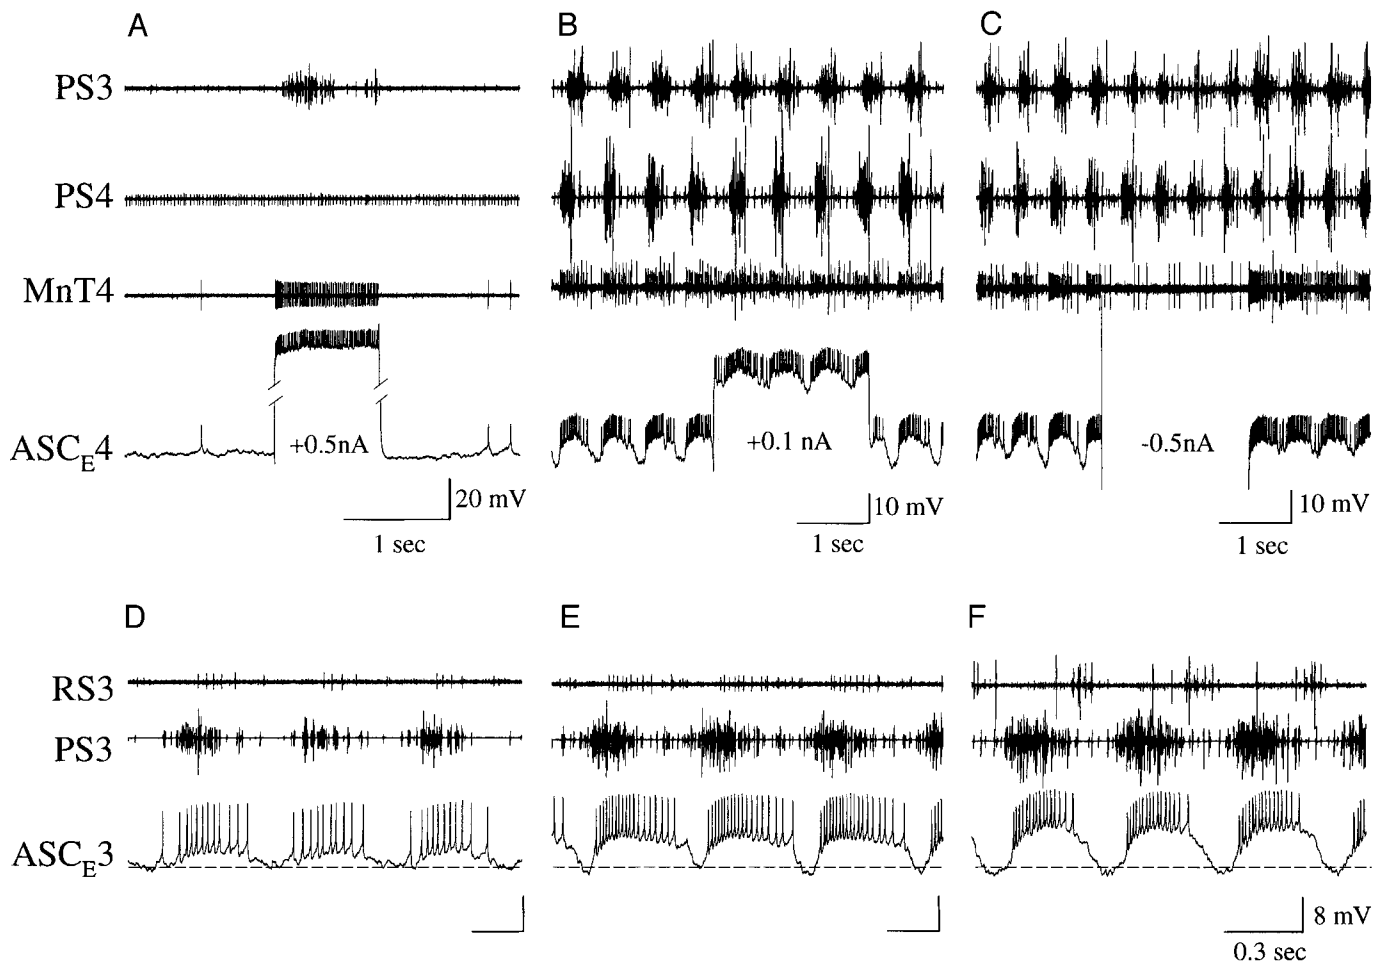 A
B
C
PS3
PS4
MnT4
ASCE4
+0.5nA
+0.1 nA
-0.5nA
20 mV
10 mV
10 mV
1 sec
1 sec
1 sec
D
E
F
RS3
PS3
ASCE3
8 mV
0.3 sec